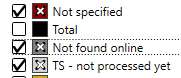 Not specified
Total
Not found online
TS - not processed yet